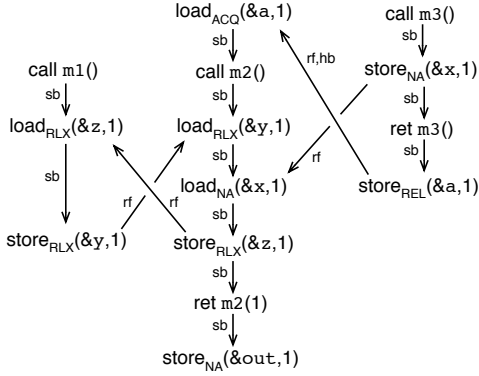 load_ACQ(&a,1)
call m3()
sb
rf,hb
sb
call m1()
call m2()
store_NA(&x,1)
sb
sb
sb
load_RLX(&z,1)
load_RLX(&y,1)
ret m3()
sb
rf
sb
sb
load_NA(&x,1)
store_REL(&a,1)
rf
rf
sb
store_RLX(&y,1)
store_RLX(&z,1)
sb
ret m2(1)
sb
store_NA(&out,1)